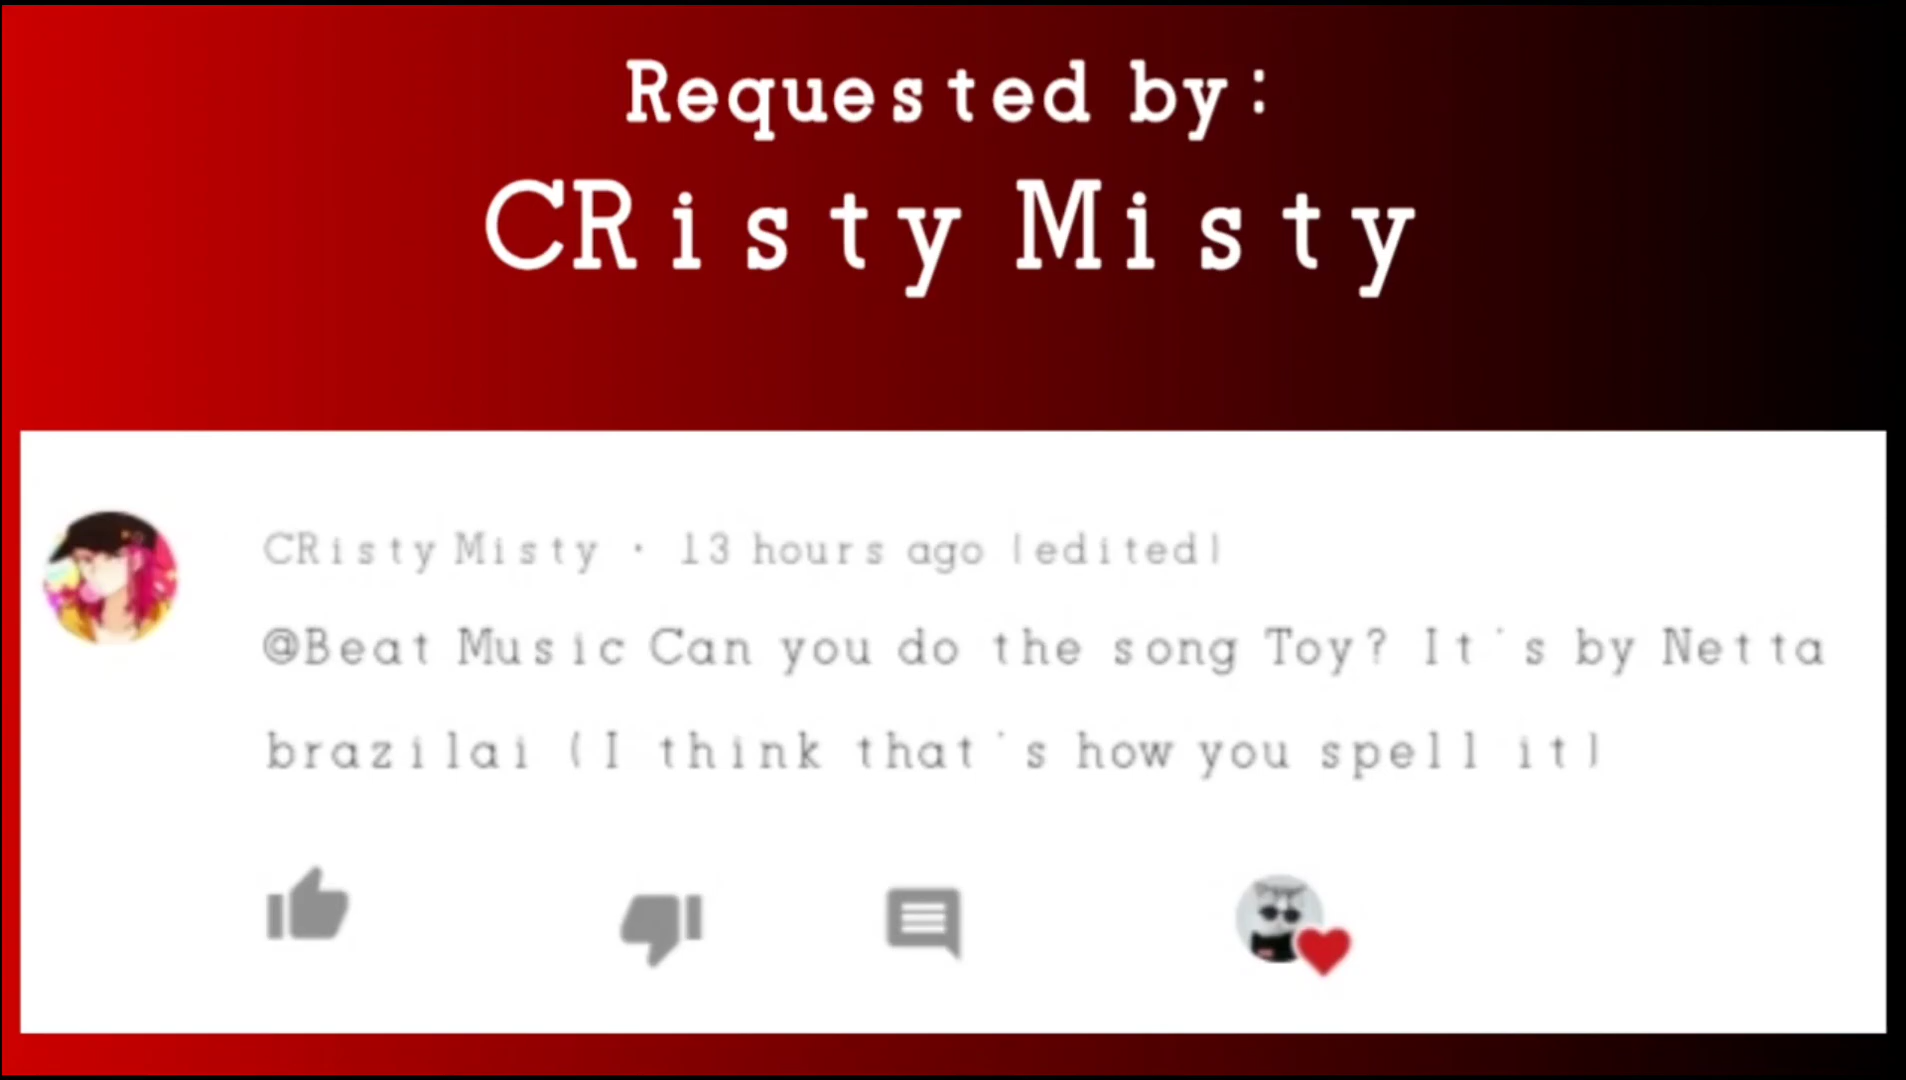 Requested by:
CRisty Misty
CRisty Misty · 13 hours ago (edited)
@Beat Music Can you do the song Toy? It's by Netta
brazilai (I think that's how you spell it)